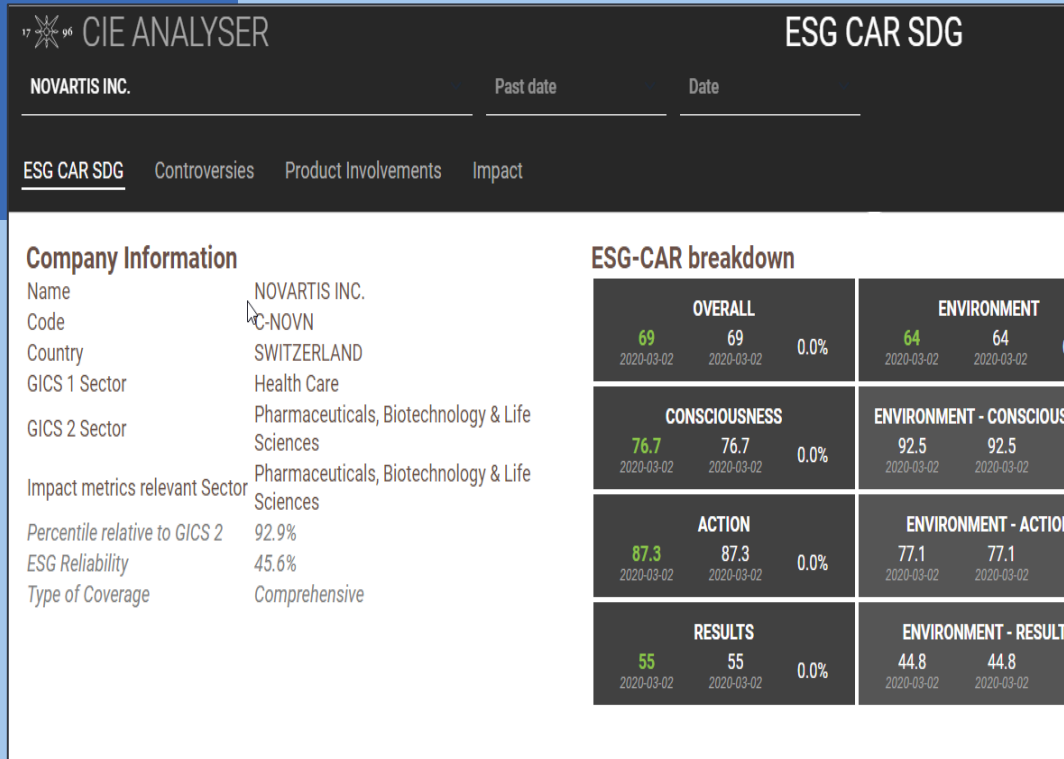 17 96 CIE ANALYSER
ESG CAR SDG
NOVARTIS INC.
Past date
Date
ESG CAR SDG Controversies Product Involvements Impact
Company Information
Name NOVARTIS INC.
Code C-NOVN
Country SWITZERLAND
GICS 1 Sector Health Care
GICS 2 Sector Pharmaceuticals, Biotechnology & Life
Sciences
Impact metrics relevant Sector Pharmaceuticals, Biotechnology & Life
Sciences
Percentile relative to GICS 2 92.9%
ESG Reliability 45.6%
Type of Coverage Comprehensive
ESG-CAR breakdown
OVERALL
69 69 0.0%
2020-03-02 2020-03-02
ENVIRONMENT
64 64
2020-03-02 2020-03-02
CONSCIOUSNESS
76.7 76.7 0.0%
2020-03-02 2020-03-02
ENVIRONMENT - CONSCIOUS
92.5 92.5
2020-03-02 2020-03-02
ACTION
87.3 87.3 0.0%
2020-03-02 2020-03-02
ENVIRONMENT - ACTION
77.1 77.1
2020-03-02 2020-03-02
RESULTS
55 55 0.0%
2020-03-02 2020-03-02
ENVIRONMENT - RESULT
44.8 44.8
2020-03-02 2020-03-02